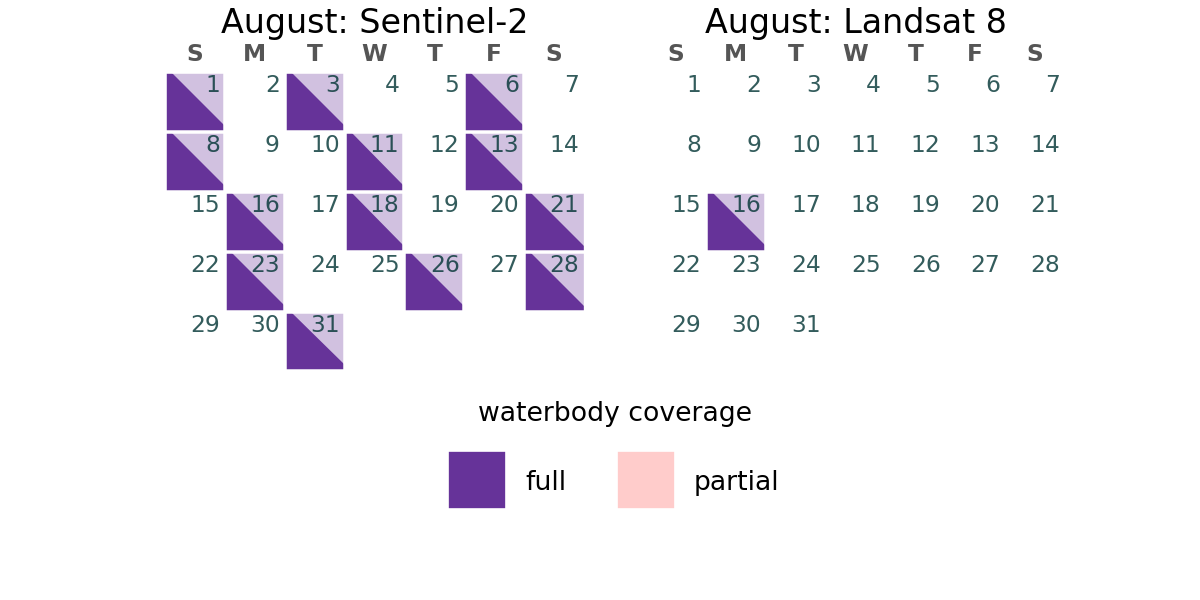 August: Sentinel-2
S M T W T F S
1 2 3 4 5 6 7
8 9 10 11 12 13 14
15 16 17 18 19 20 21
22 23 24 25 26 27 28
29 30 31
August: Landsat 8
S M T W T F S
1 2 3 4 5 6 7
8 9 10 11 12 13 14
15 16 17 18 19 20 21
22 23 24 25 26 27 28
29 30 31
waterbody coverage
full partial